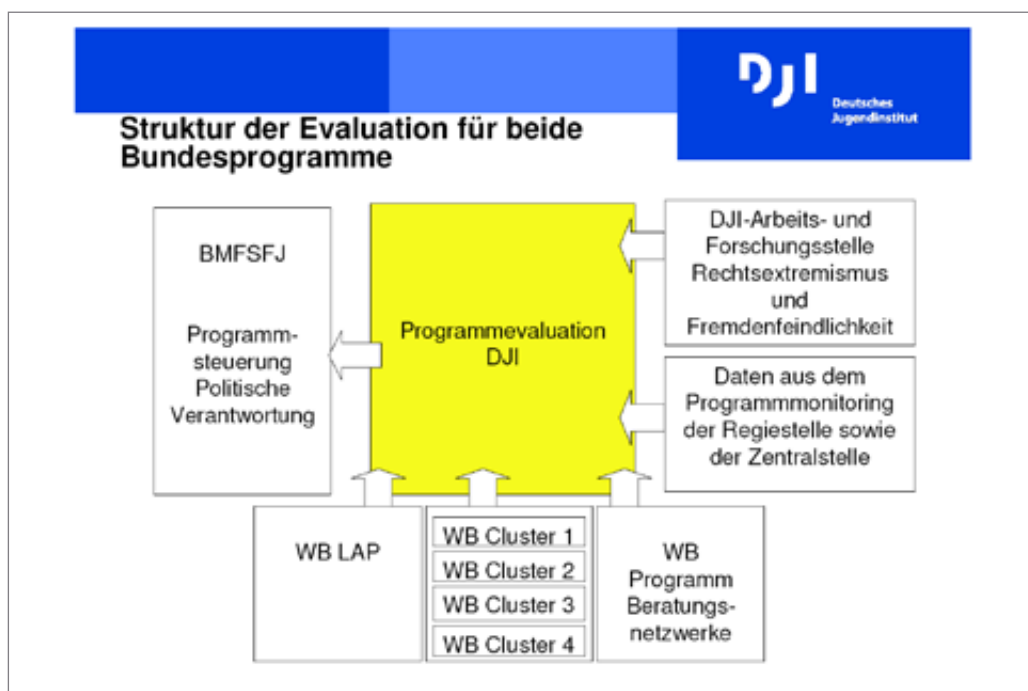 DJI
Deutsches
Jugendinstitut
Struktur der Evaluation für beide
Bundesprogramme
BMFSFJ
Programm-
steuerung
Politische
Verantwortung
Programmevaluation
DJI
DJI-Arbeits- und
Forschungsstelle
Rechtsextremismus
und
Fremdenfeindlichkeit
Daten aus dem
Programmmonitoring
der Regiestelle sowie
der Zentralstelle
WB LAP
WB Cluster 1
WB Cluster 2
WB Cluster 3
WB Cluster 4
WB
Programm
Beratungs-
netzwerke